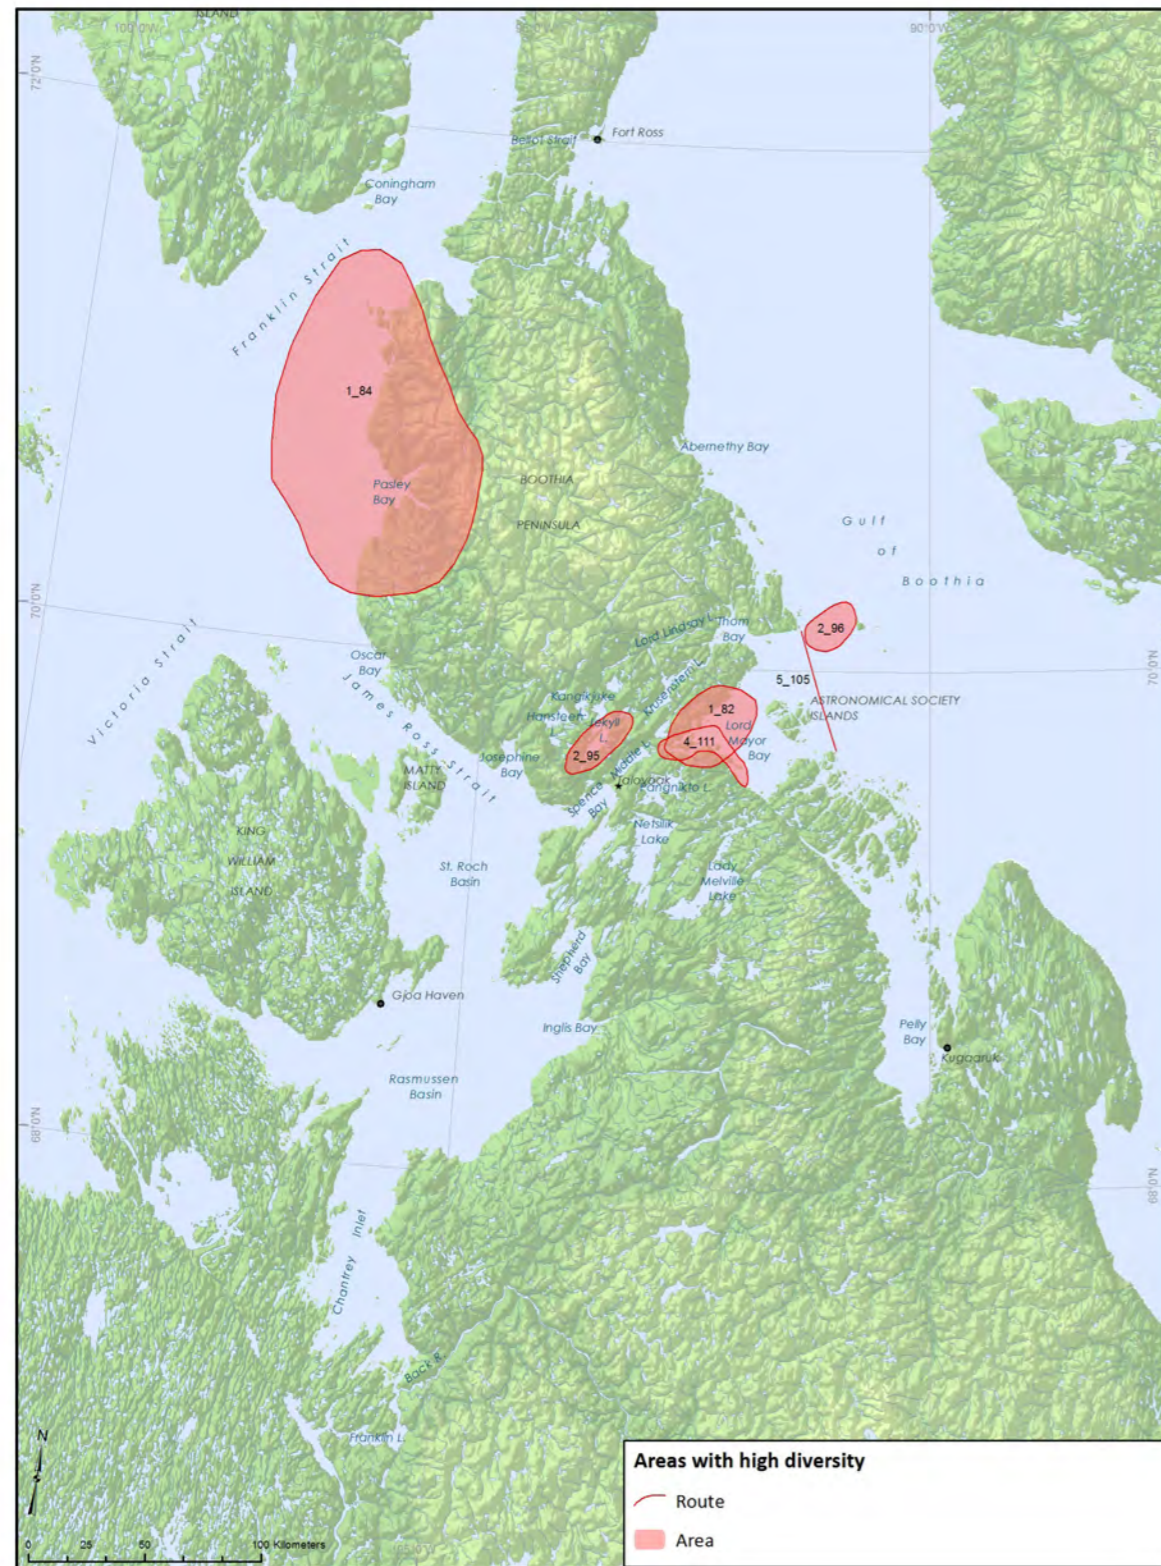 ISLAND
100°0'W
90°0'W
72°0'N
Bellot Strait
Fort Ross
Coningham
Bay
Franklin Strait
1_84
Abernethy Bay
Pasley
Bay
BOOTHIA
PENINSULA
Gulf
of
Boothia
70°0'N
2_96
Lord Lindsay L.
Thom
Bay
Victoria Strait
Oscar
Bay
70°0'N
5_105
James Ross Strait
Krusenstern L.
ASTRONOMICAL SOCIETY
ISLANDS
Kangikjuke
Hansteen
L.
Jekyll
L.
1_82
Lord
Mayor
Bay
4_111
2_95
Middle L.
Josephine
Bay
MATTY
ISLAND
Taloyoak
Spence
Bay
Netsilik
Lake
KING
WILLIAM
ISLAND
St. Roch
Basin
Lady
Melville
Lake
Shepherd
Bay
Gjoa Haven
Inglis Bay
Pelly
Bay
Kugaaruk
Rasmussen
Basin
68°0'N
68°0'N
Chantrey Inlet
Back R.
Franklin L.
N
S
0 25 50 100 Kilometers
Areas with high diversity
Route
Area